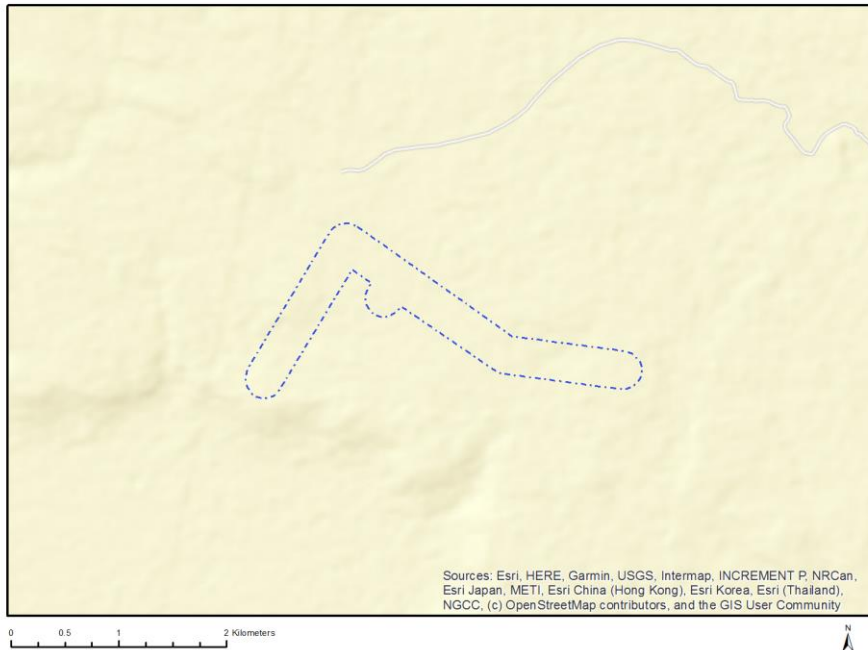 Sources: Esri, HERE, Garmin, USGS, Intermap, INCREMENT P, NRCan,
Esri Japan, METI, Esri China (Hong Kong), Esri Korea, Esri (Thailand),
NGCC, (c) OpenStreetMap contributors, and the GIS User Community
0 0.5 1 2 Kilometers
N